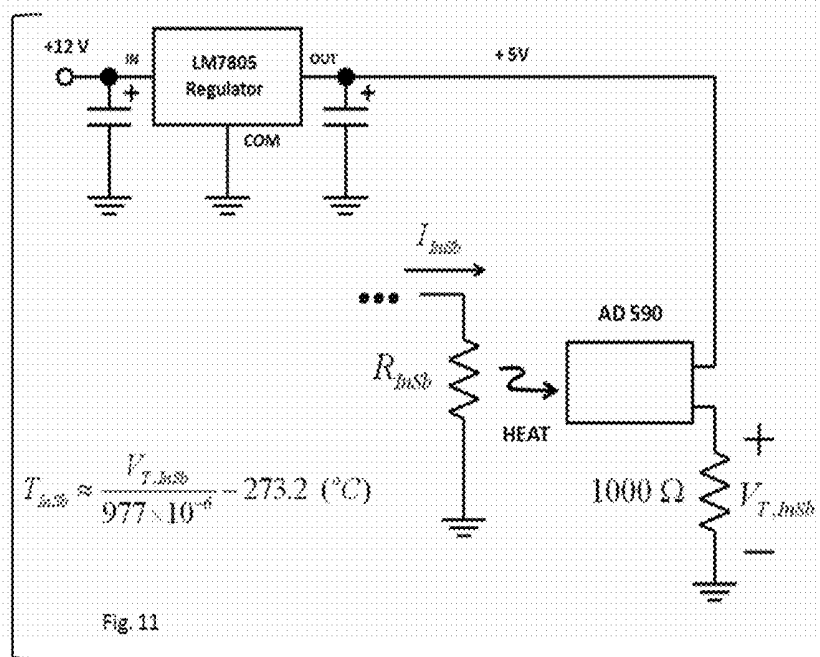 +12 V
IN
LM7805
Regulator
OUT
+ 5V
+
+
COM
I_InSb
•••
AD 590
R_InSb
HEAT
+
1000 Ω
V_T,InSb
−
T_InSb ≈ V_T,InSb / 977×10⁻⁶ − 273.2 (°C)
Fig. 11